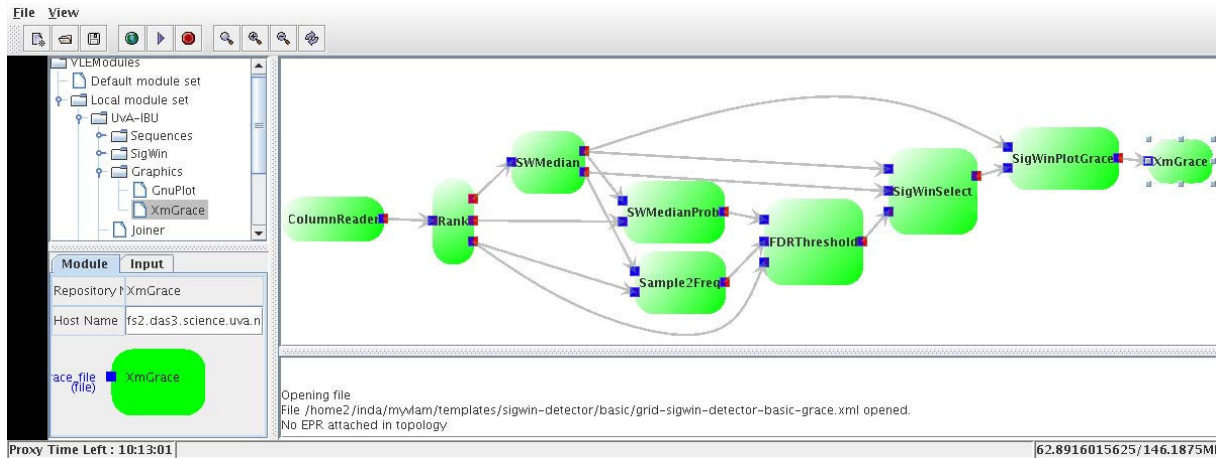 File View
VLEModules
Default module set
Local module set
UvA-IBU
Sequences
SigWin
Graphics
GnuPlot
XmGrace
Joiner
Module Input
Repository XmGrace
Host Name fs2.das3.science.uva.n
ace_file
(file)
XmGrace
ColumnReader
Rank
SWMedian
SWMedianProb
Sample2Freq
FDRThreshold
SigWinSelect
SigWinPlotGrace
XmGrace
Opening file
File /home2/inda/myvlam/templates/sigwin-detector/basic/grid-sigwin-detector-basic-grace.xml opened.
No EPR attached in topology
Proxy Time Left : 10:13:01
62.8916015625/146.1875M